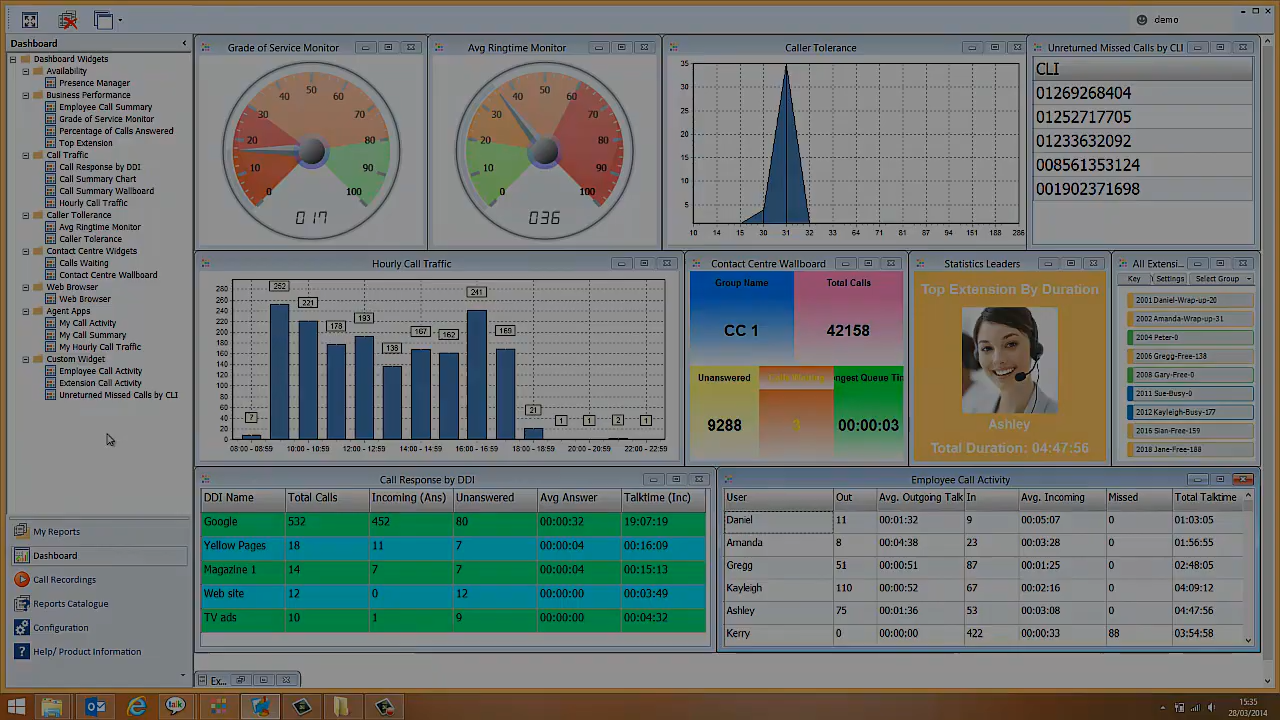 demo
Dashboard
Dashboard Widgets
Availability
Presence Manager
Business Performance
Employee Call Summary
Grade of Service Monitor
Percentage of Calls Answered
Top Extension
Call Traffic
Call Response by DDI
Call Summary Chart
Call Summary Wallboard
Hourly Call Traffic
Caller Tollerance
Avg Ringtime Monitor
Caller Tolerance
Contact Centre Widgets
Calls Waiting
Contact Centre Wallboard
Web Browser
Web Browser
Agent Apps
My Call Activity
My Call Summary
My Hourly Call Traffic
Custom Widget
Employee Call Activity
Extension Call Activity
Unreturned Missed Calls by CLI
My Reports
Dashboard
Call Recordings
Reports Catalogue
Configuration
Help/ Product Information
Grade of Service Monitor
0 10 20 30 40 50 60 70 80 90 100
017
Avg Ringtime Monitor
0 10 20 30 40 50 60 70 80 90 100
036
Caller Tolerance
35
30
25
20
15
10
5
10 15 30 31 32 64 68 71 87 94 151 188 286
Unreturned Missed Calls by CLI
CLI
01269268404
01252717705
01233632092
008561353124
001902371698
Hourly Call Traffic
280
260
240
220
200
180
160
140
120
100
80
60
40
20
0
7 252 221 178 193 138 167 162 241 169 21 1 1 2 1
08:00 - 08:59 10:00 - 10:59 12:00 - 12:59 14:00 - 14:59 16:00 - 16:59 18:00 - 18:59 20:00 - 20:59 22:00 - 22:59
Contact Centre Wallboard
Group Name Total Calls
CC 1 42158
Unanswered ongest Queue Tim
9288 3 00:00:03
Statistics Leaders
Top Extension By Duration
Ashley
Total Duration: 04:47:56
All Extensi...
Key Settings Select Group
2001 Daniel-Wrap-up-20
2002 Amanda-Wrap-up-31
2004 Peter-0
2006 Gregg-Free-138
2008 Gary-Free-0
2011 Sue-Busy-0
2012 Kayleigh-Busy-177
2016 Sian-Free-159
2018 Jane-Free-188
Call Response by DDI
DDI Name Total Calls Incoming (Ans) Unanswered Avg Answer Talktime (Inc)
Google 532 452 80 00:00:32 19:07:19
Yellow Pages 18 11 7 00:00:04 00:16:09
Magazine 1 14 7 7 00:00:04 00:15:13
Web site 12 0 12 00:00:00 00:03:49
TV ads 10 1 9 00:00:00 00:04:32
Employee Call Activity
User Out Avg. Outgoing Talk In Avg. Incoming Missed Total Talktime
Daniel 11 00:01:32 9 00:05:07 0 01:03:05
Amanda 8 00:04:38 23 00:03:28 0 01:56:55
Gregg 51 00:00:51 87 00:01:25 0 02:48:05
Kayleigh 110 00:00:52 67 00:02:16 0 04:09:12
Ashley 75 00:01:36 53 00:03:08 0 04:47:56
Kerry 0 00:00:00 422 00:00:33 88 03:54:58
Ex...
talk
15:35
28/03/2014